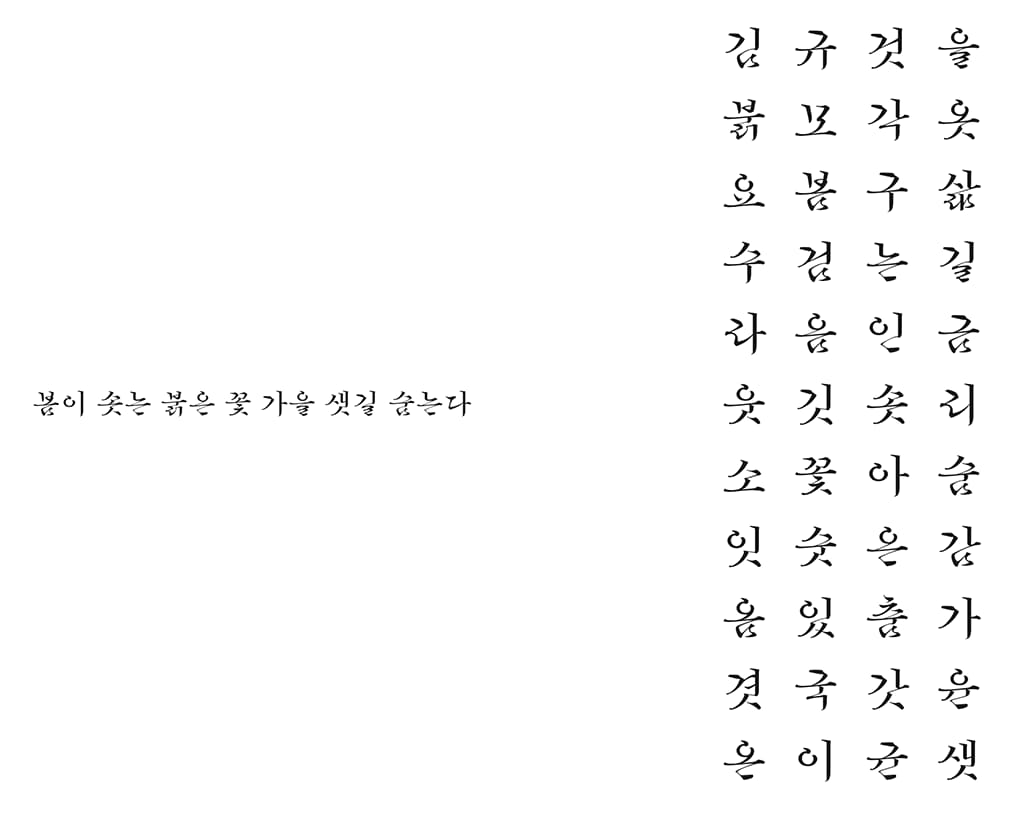 봄이 솟는 붉은 꽃 가을 샛길 숨는다
김 규 것 을
붉 모 각 옷
요 봄 구 삶
수 검 는 길
라 음 인 금
웃 깃 솟 리
소 꽃 아 숨
잇 숫 은 감
옴 있 춤 가
겻 국 갓 윤
온 이 균 샛